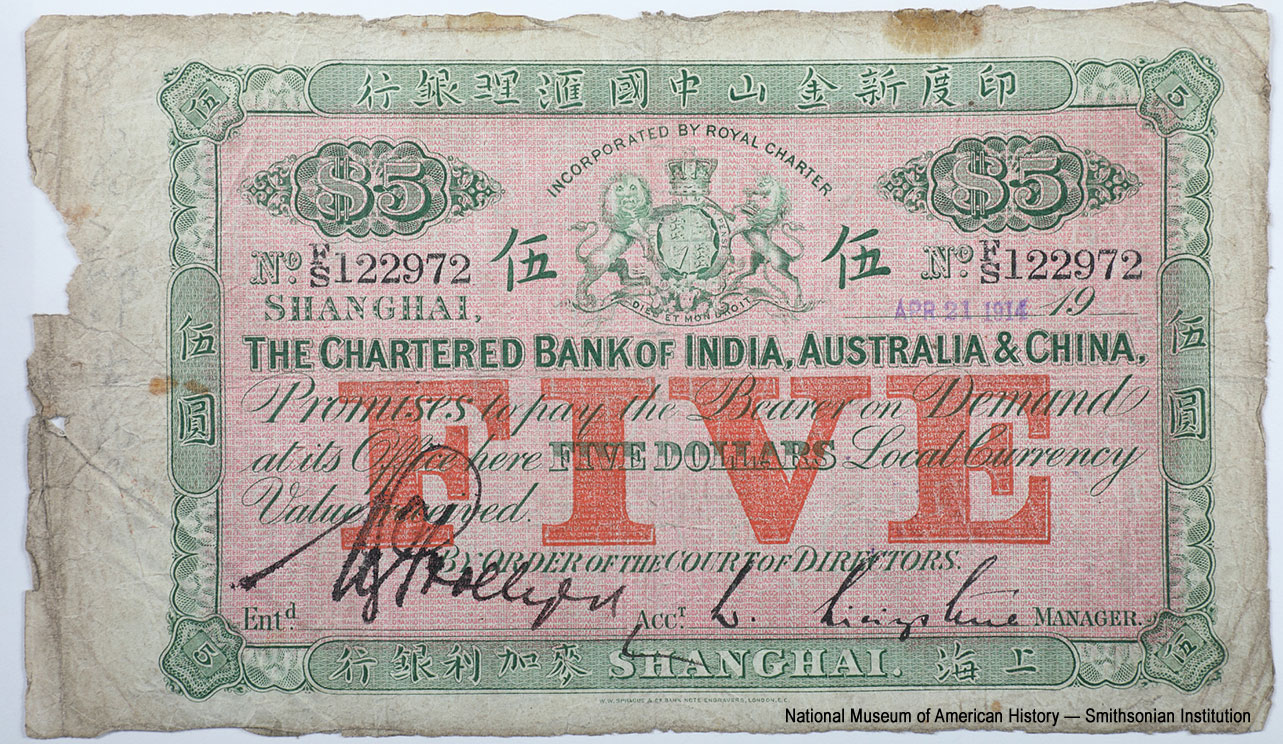 伍
印度新金山中國滙理銀行
5
INCORPORATED BY ROYAL CHARTER.
$5
$5
伍
伍
Nº F/S 122972
Nº F/S 122972
DIEU ET MON DROIT
SHANGHAI,
APR 21 1914 19
THE CHARTERED BANK OF INDIA, AUSTRALIA & CHINA,
伍圓
伍圓
FIVE
Promises to pay the Bearer on Demand
at its Office here FIVE DOLLARS Local Currency
Value received.
BY ORDER OF THE COURT OF DIRECTORS.
Entd.
Acct.
MANAGER.
5
上海
SHANGHAI.
麥加利銀行
伍
W.W. SPRAGUE & Co BANK NOTE ENGRAVERS, LONDON, E.C.
National Museum of American History — Smithsonian Institution